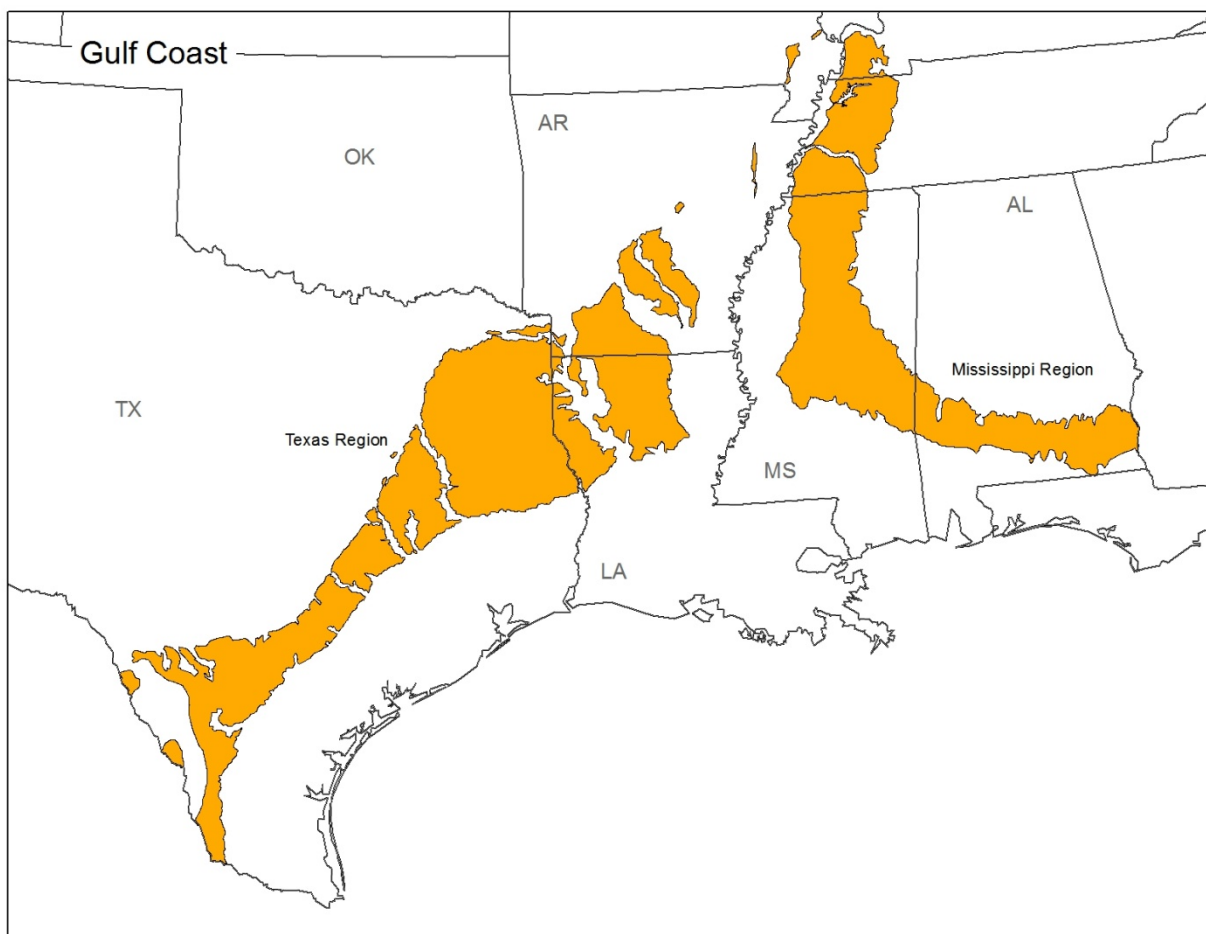 Gulf Coast
AR
OK
AL
Mississippi Region
TX
Texas Region
MS
LA